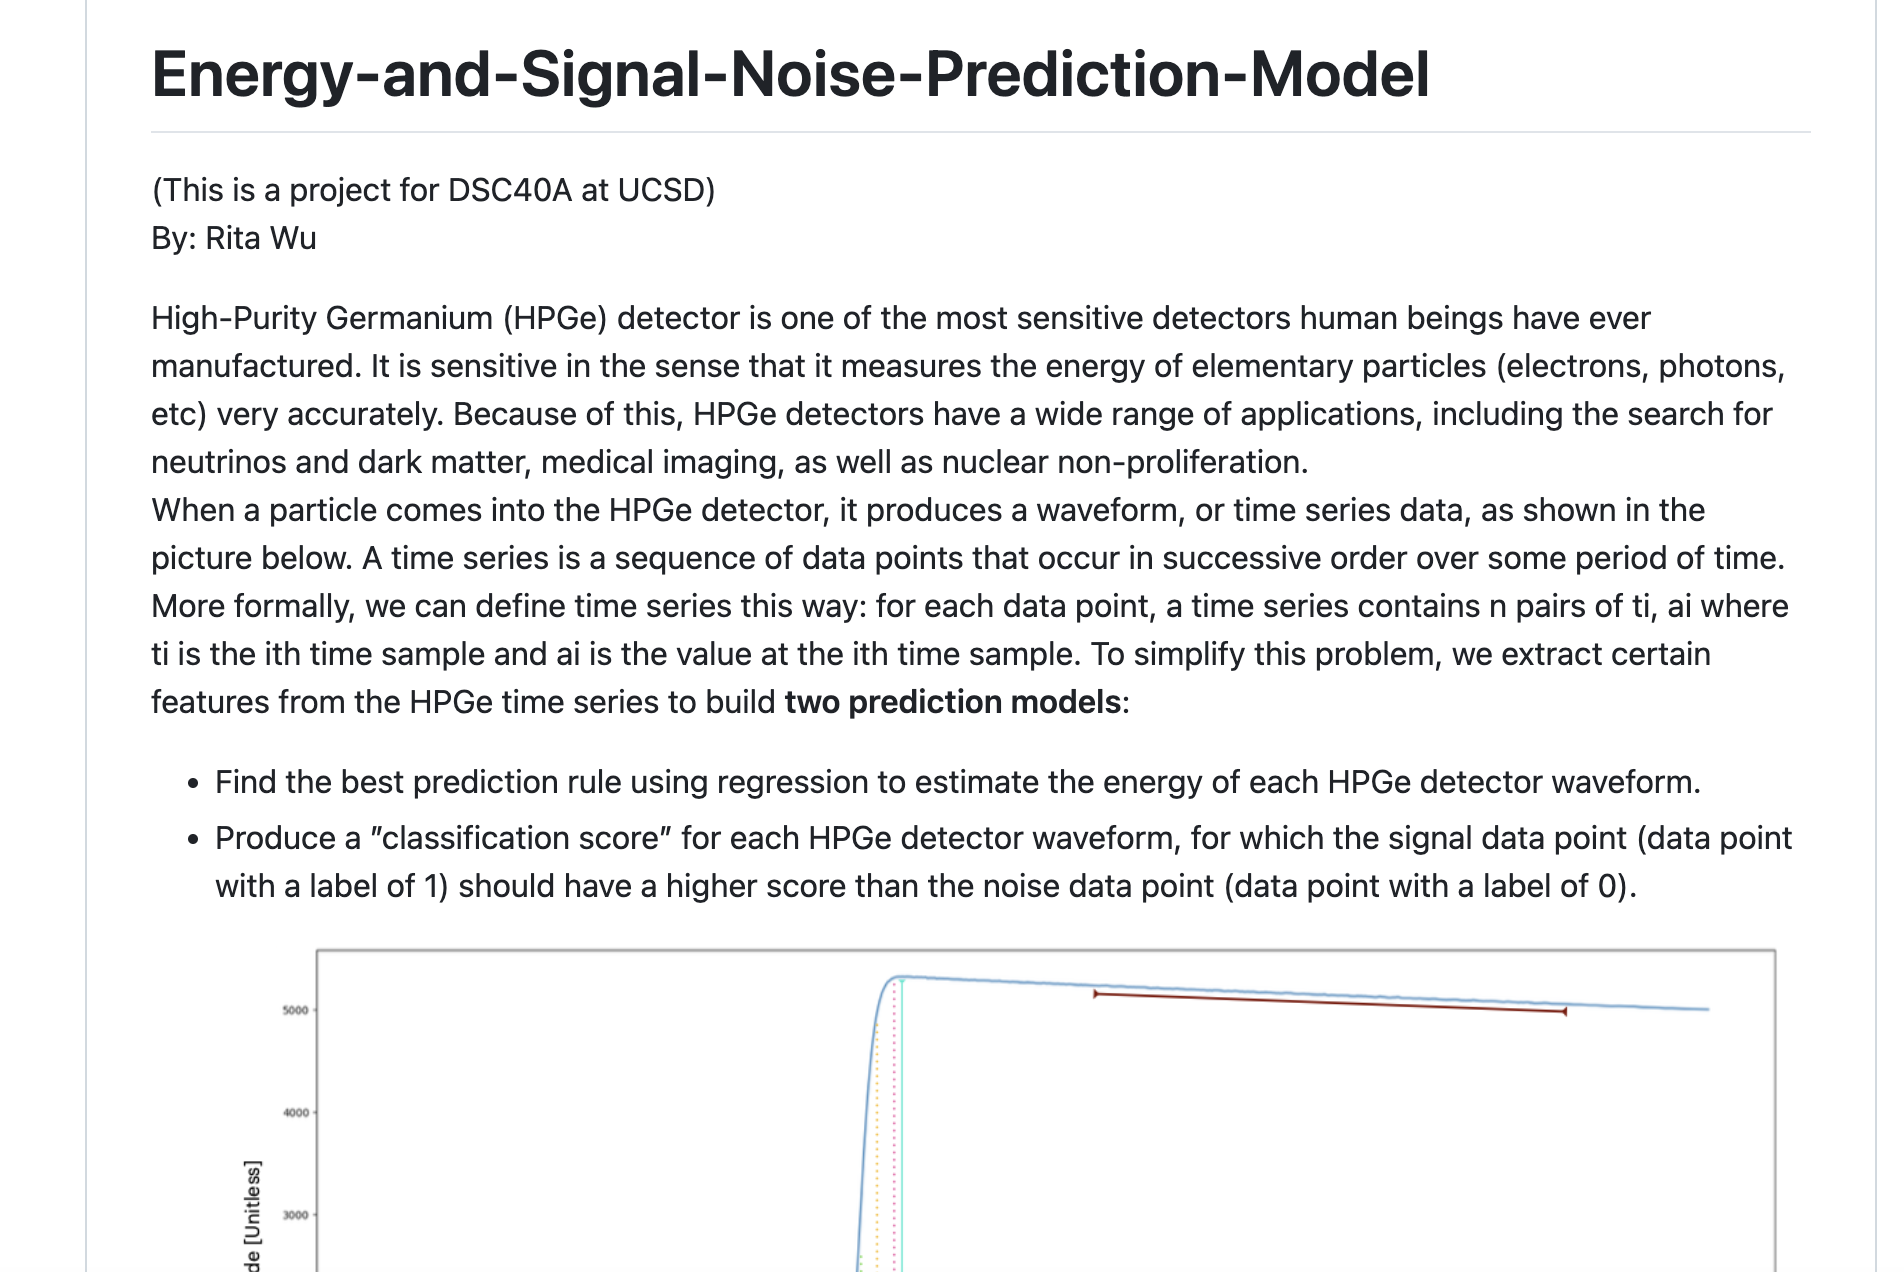 Energy-and-Signal-Noise-Prediction-Model
(This is a project for DSC40A at UCSD)
By: Rita Wu
High-Purity Germanium (HPGe) detector is one of the most sensitive detectors human beings have ever
manufactured. It is sensitive in the sense that it measures the energy of elementary particles (electrons, photons,
etc) very accurately. Because of this, HPGe detectors have a wide range of applications, including the search for
neutrinos and dark matter, medical imaging, as well as nuclear non-proliferation.
When a particle comes into the HPGe detector, it produces a waveform, or time series data, as shown in the
picture below. A time series is a sequence of data points that occur in successive order over some period of time.
More formally, we can define time series this way: for each data point, a time series contains n pairs of ti, ai where
ti is the ith time sample and ai is the value at the ith time sample. To simplify this problem, we extract certain
features from the HPGe time series to build two prediction models:
• Find the best prediction rule using regression to estimate the energy of each HPGe detector waveform.
• Produce a ”classification score” for each HPGe detector waveform, for which the signal data point (data point
with a label of 1) should have a higher score than the noise data point (data point with a label of 0).
5000
4000
3000
de [Unitless]